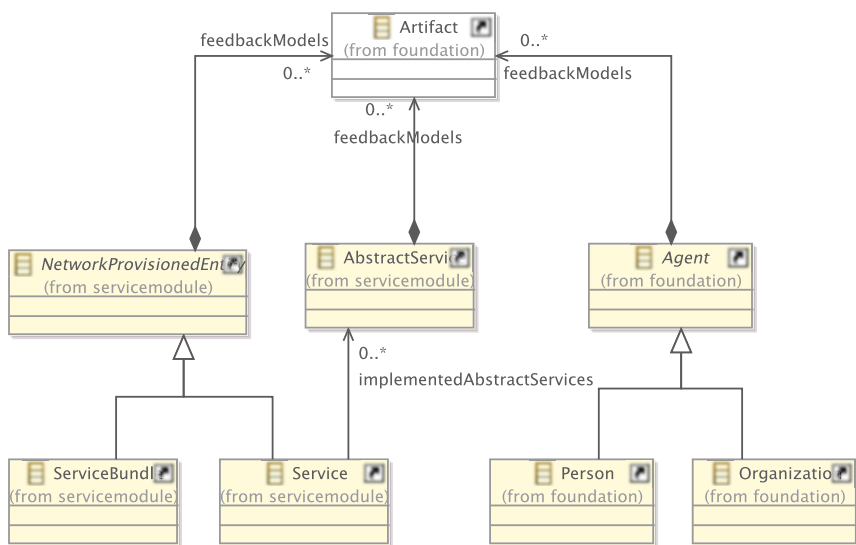 Artifact
(from foundation)
feedbackModels
0..*
0..*
feedbackModels
0..*
feedbackModels
NetworkProvisionedEntity
(from servicemodule)
AbstractServic
(from servicemodule)
Agent
(from foundation)
0..*
implementedAbstractServices
ServiceBundle
(from servicemodule)
Service
(from servicemodule)
Person
(from foundation)
Organizatio
(from foundation)